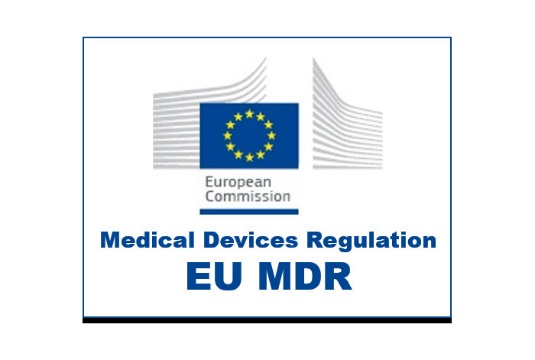 European
Commission
Medical Devices Regulation
EU MDR